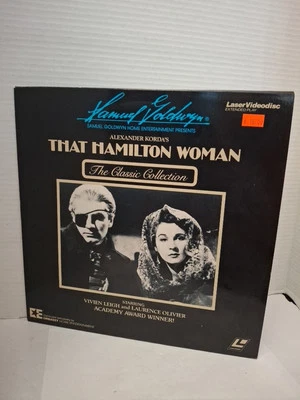 Samuel Goldwyn®
SAMUEL GOLDWYN HOME ENTERTAINMENT PRESENTS
LaserVideodisc
EXTENDED PLAY
ALEXANDER KORDA'S
THAT HAMILTON WOMAN
The Classic Collection
STARRING
VIVIEN LEIGH and LAURENCE OLIVIER
ACADEMY AWARD WINNER!